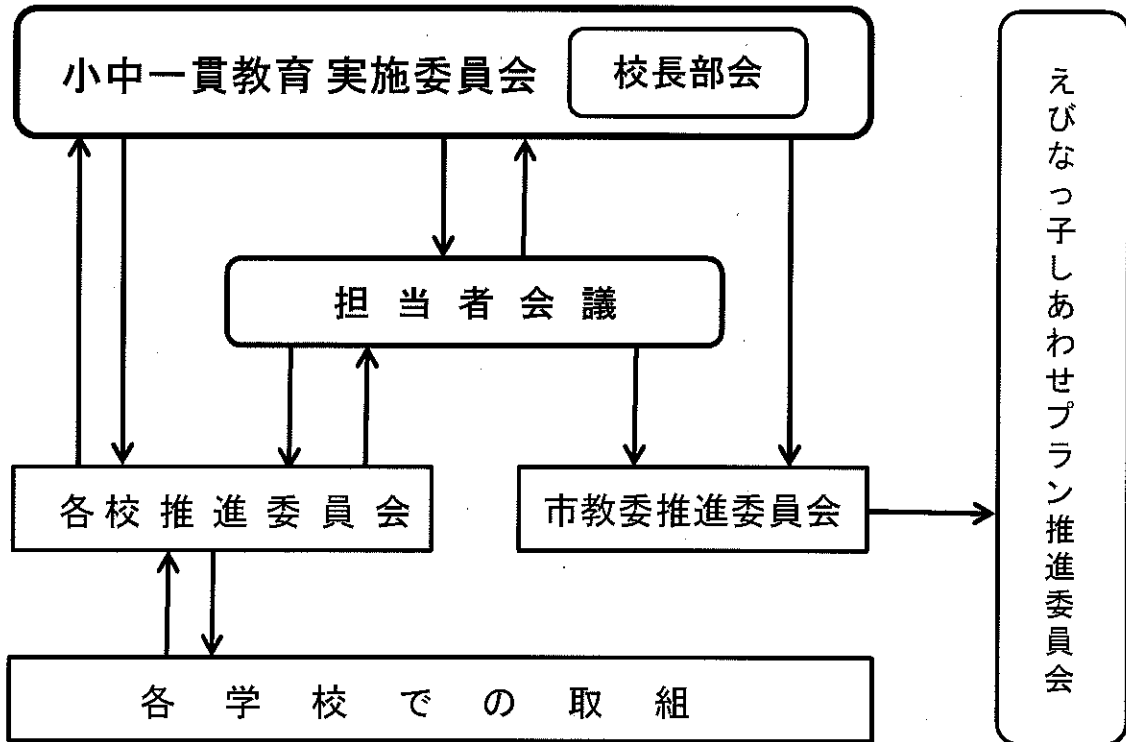 小中一貫教育 実施委員会
校長部会
担当者会議
各校推進委員会
市教委推進委員会
各学校での取組
えびなっ子しあわせプラン推進委員会